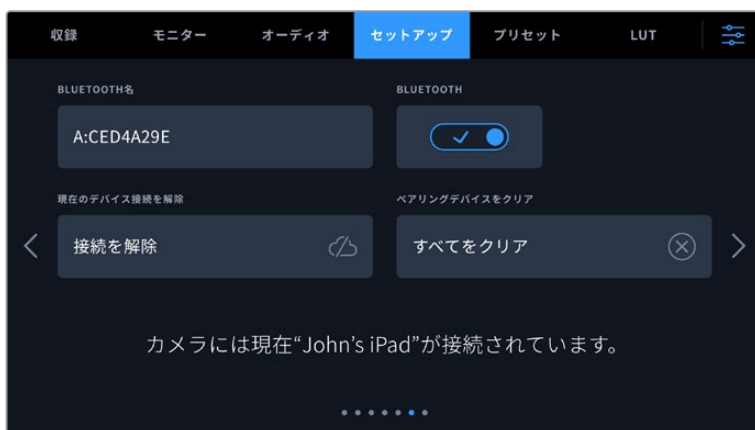 収録 モニター オーディオ セットアップ プリセット LUT
BLUETOOTH名 BLUETOOTH
A:CED4A29E
現在のデバイス接続を解除 ペアリングデバイスをクリア
接続を解除 すべてをクリア
カメラには現在“John’s iPad”が接続されています。